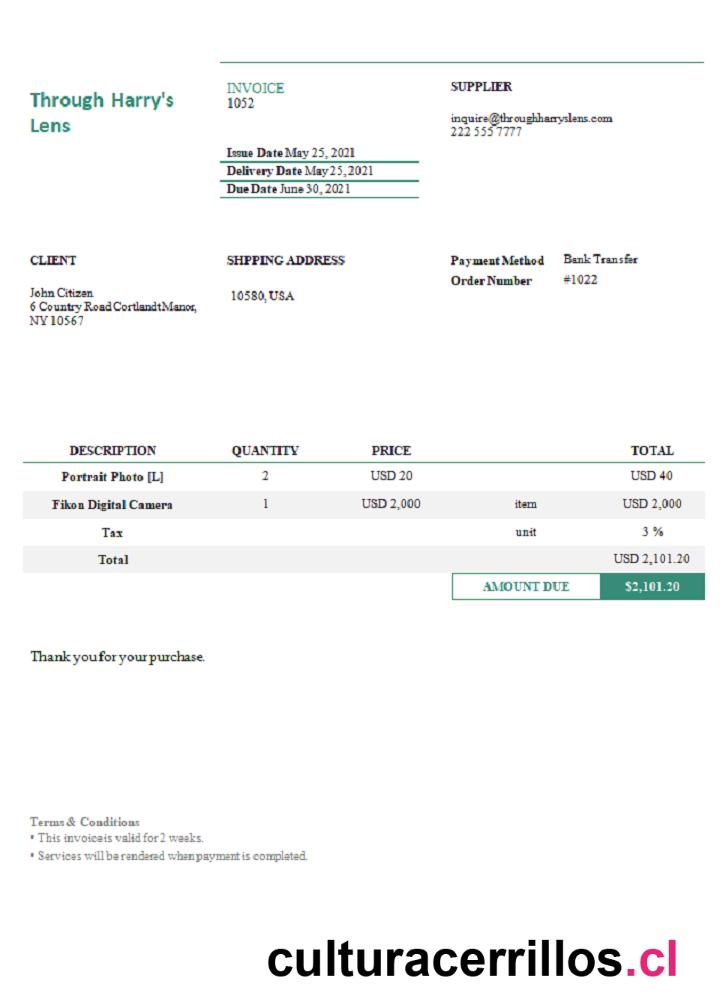 Through Harry's
Lens
INVOICE
1052
Issue Date May 25, 2021
Delivery Date May 25, 2021
Due Date June 30, 2021
SUPPLIER
inquire@throughharryslens.com
222 555 7777
CLIENT
John Citizen
6 Country Road Cortlandt Manor,
NY 10567
SHPPING ADDRESS
10580, USA
Payment Method Bank Transfer
Order Number #1022
DESCRIPTION QUANTITY PRICE TOTAL
Portrait Photo [L] 2 USD 20 USD 40
Fikon Digital Camera 1 USD 2,000 item USD 2,000
Tax unit 3 %
Total USD 2,101.20
AMOUNT DUE $2,101.20
Thank you for your purchase.
Terms & Conditions
• This invoice is valid for 2 weeks.
• Services will be rendered when payment is completed.
culturacerrillos.cl